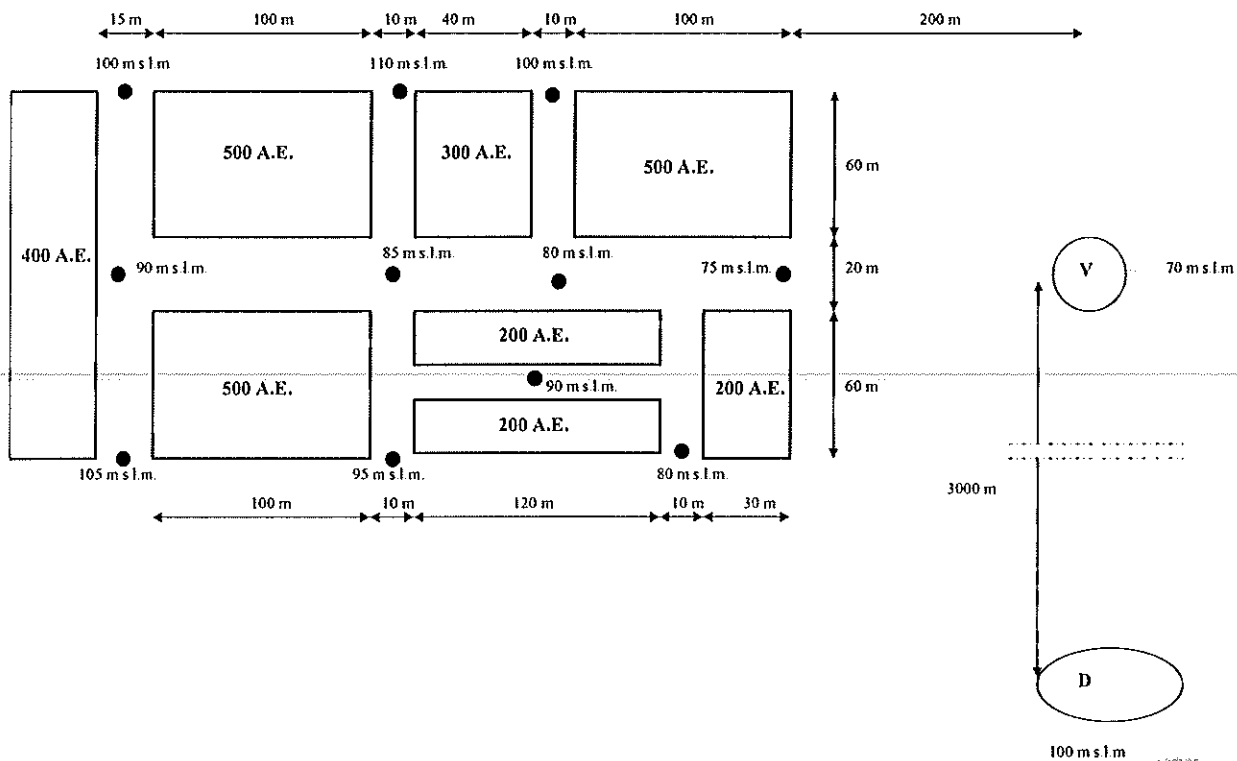 15 m 100 m 10 m 40 m 10 m 100 m 200 m
100 m s.l.m. 110 m s.l.m. 100 m s.l.m.
500 A.E. 300 A.E. 500 A.E.
60 m
400 A.E.
85 m s.l.m. 80 m s.l.m.
90 m s.l.m. 75 m s.l.m. 20 m V 70 m s.l.m
200 A.E.
500 A.E. 90 m s.l.m. 200 A.E. 60 m
200 A.E.
105 m s.l.m. 95 m s.l.m. 80 m s.l.m.
3000 m
100 m 10 m 120 m 10 m 30 m
D
100 m s.l.m